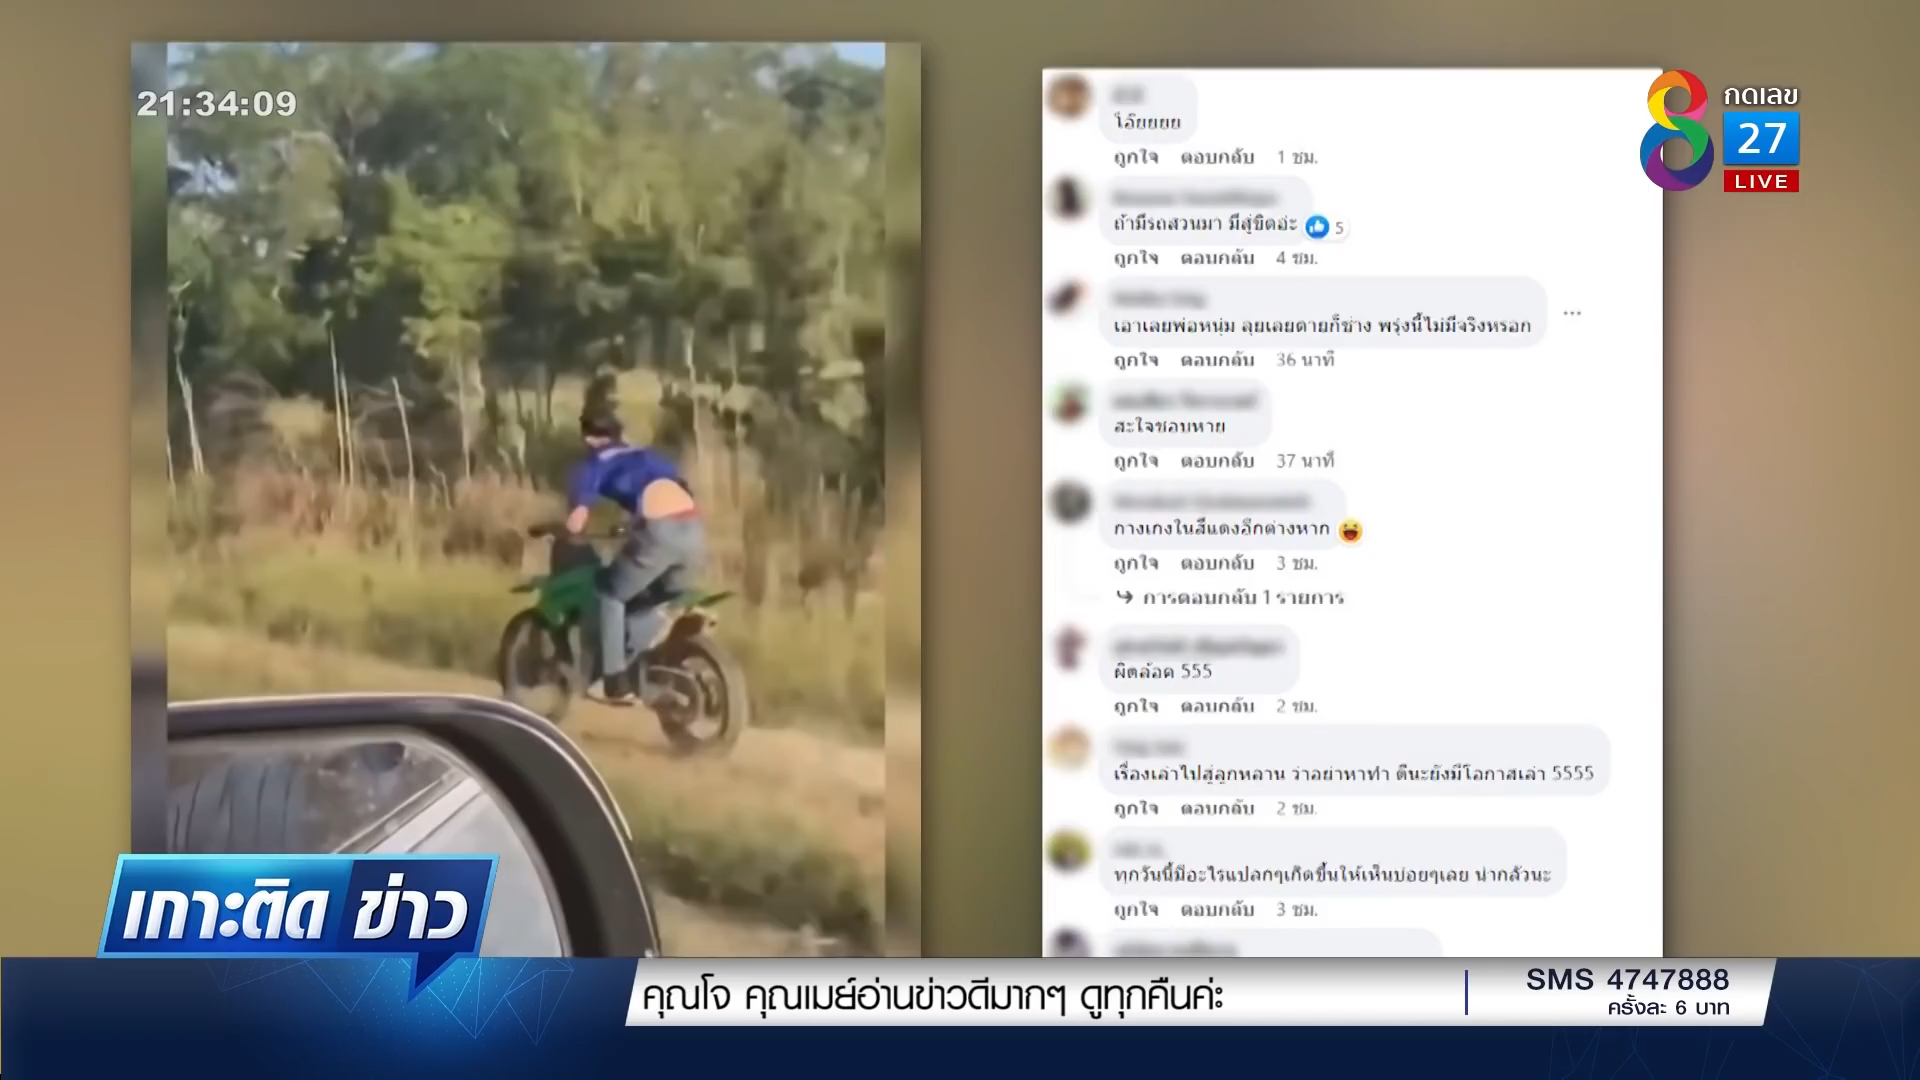 21:34:09
กดเลข
27
LIVE
โอ๊ยยยย
ถูกใจ ตอบกลับ 1 ชม.
ถ้ามีรถสวนมา มีสู่ขิตอ่ะ 5
ถูกใจ ตอบกลับ 4 ชม.
เอาเลยพ่อหนุ่ม ลุยเลยตายก็ช่าง พรุ่งนี้ไม่มีจริงหรอก
ถูกใจ ตอบกลับ 36 นาที
สะใจชอบหาย
ถูกใจ ตอบกลับ 37 นาที
กางเกงในสีแดงอีกต่างหาก
ถูกใจ ตอบกลับ 3 ชม.
การตอบกลับ 1 รายการ
ผิดล้อค 555
ถูกใจ ตอบกลับ 2 ชม.
เรื่องเล่าไปสู่ลูกหลาน ว่าอย่าหาทำ ดีนะยังมีโอกาสเล่า 5555
ถูกใจ ตอบกลับ 2 ชม.
ทุกวันนี้มีอะไรแปลกๆเกิดขึ้นให้เห็นบ่อยๆเลย น่ากลัวนะ
ถูกใจ ตอบกลับ 3 ชม.
เกาะติด ข่าว
คุณโจ คุณเมย์อ่านข่าวดีมากๆ ดูทุกคืนค่ะ
SMS 4747888
ครั้งละ 6 บาท